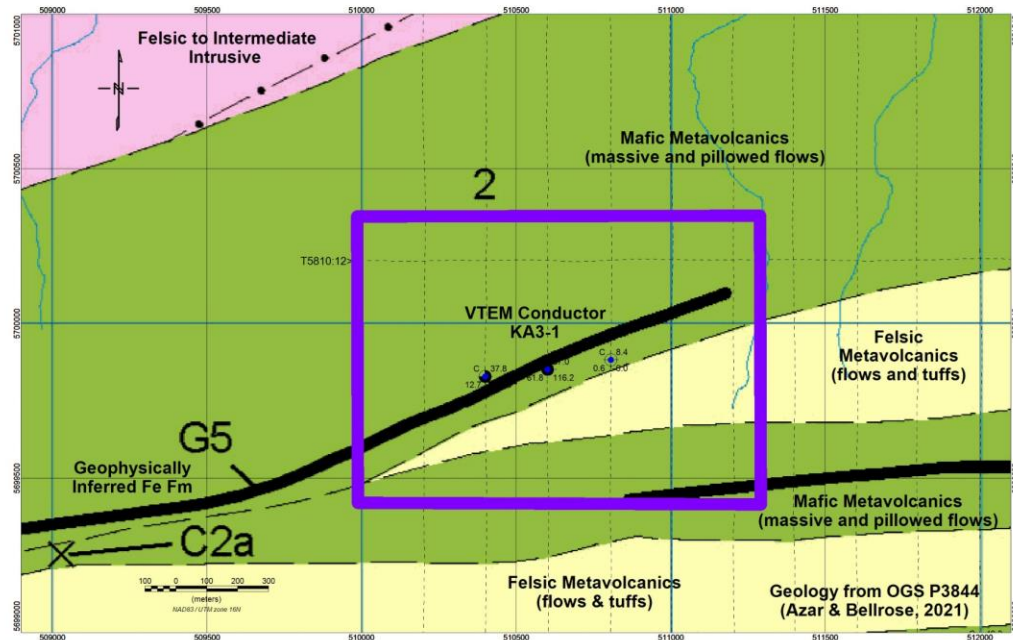 509000
509500
510000
510500
511000
511500
512000
5701000
5700500
5700000
5699500
5699000
Felsic to Intermediate
Intrusive
N
Mafic Metavolcanics
(massive and pillowed flows)
2
T5810:12>
VTEM Conductor
KA3-1
C 8.4
0.6
C 37.8
12.7
61.8 116.2
Felsic
Metavolcanics
(flows and tuffs)
G5
Geophysically
Inferred Fe Fm
C2a
Mafic Metavolcanics
(massive and pillowed flows)
100 0 100 200 300
(meters)
NAD83 / UTM zone 16N
Felsic Metavolcanics
(flows & tuffs)
Geology from OGS P3844
(Azar & Bellrose, 2021)
509000
509500
510000
510500
511000
511500
512000